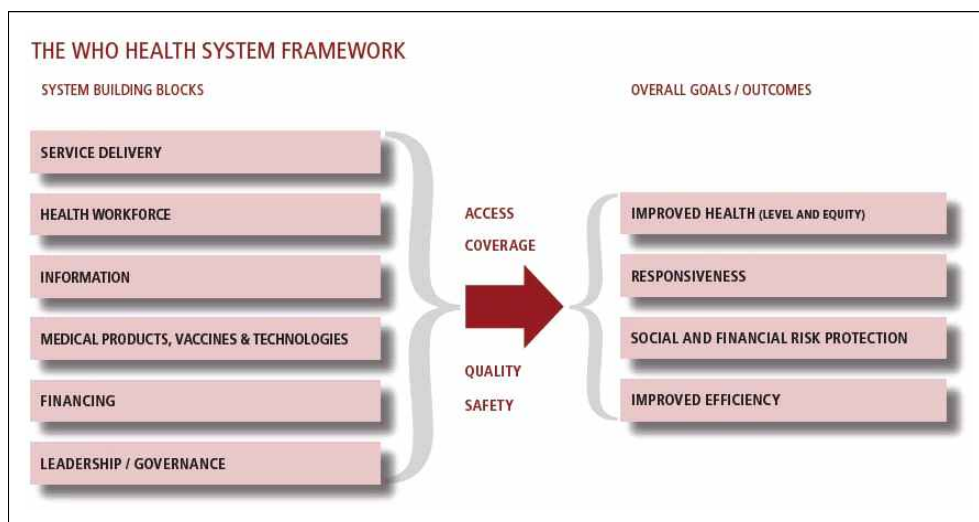 THE WHO HEALTH SYSTEM FRAMEWORK
SYSTEM BUILDING BLOCKS
OVERALL GOALS / OUTCOMES
SERVICE DELIVERY
HEALTH WORKFORCE
INFORMATION
MEDICAL PRODUCTS, VACCINES & TECHNOLOGIES
FINANCING
LEADERSHIP / GOVERNANCE
ACCESS
COVERAGE
QUALITY
SAFETY
IMPROVED HEALTH (LEVEL AND EQUITY)
RESPONSIVENESS
SOCIAL AND FINANCIAL RISK PROTECTION
IMPROVED EFFICIENCY